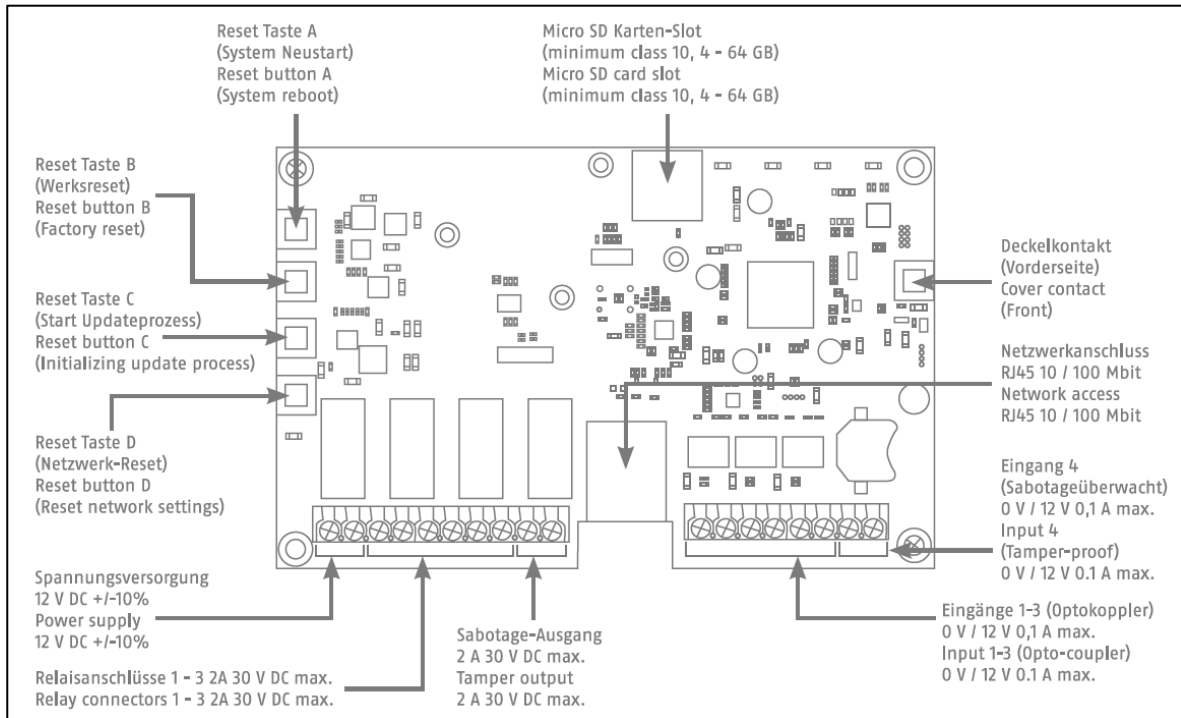 Reset Taste A
(System Neustart)
Reset button A
(System reboot)
Micro SD Karten-Slot
(minimum class 10, 4 - 64 GB)
Micro SD card slot
(minimum class 10, 4 - 64 GB)
Reset Taste B
(Werksreset)
Reset button B
(Factory reset)
Reset Taste C
(Start Updateprozess)
Reset button C
(Initializing update process)
Reset Taste D
(Netzwerk-Reset)
Reset button D
(Reset network settings)
Deckelkontakt
(Vorderseite)
Cover contact
(Front)
Netzwerkanschluss
RJ45 10 / 100 Mbit
Network access
RJ45 10 / 100 Mbit
Eingang 4
(Sabotageüberwacht)
0 V / 12 V 0,1 A max.
Input 4
(Tamper-proof)
0 V / 12 V 0.1 A max.
Spannungsversorgung
12 V DC +/-10%
Power supply
12 V DC +/-10%
Relaisanschlüsse 1 - 3 2A 30 V DC max.
Relay connectors 1 - 3 2A 30 V DC max.
Sabotage-Ausgang
2 A 30 V DC max.
Tamper output
2 A 30 V DC max.
Eingänge 1-3 (Optokoppler)
0 V / 12 V 0,1 A max.
Input 1-3 (Opto-coupler)
0 V / 12 V 0.1 A max.